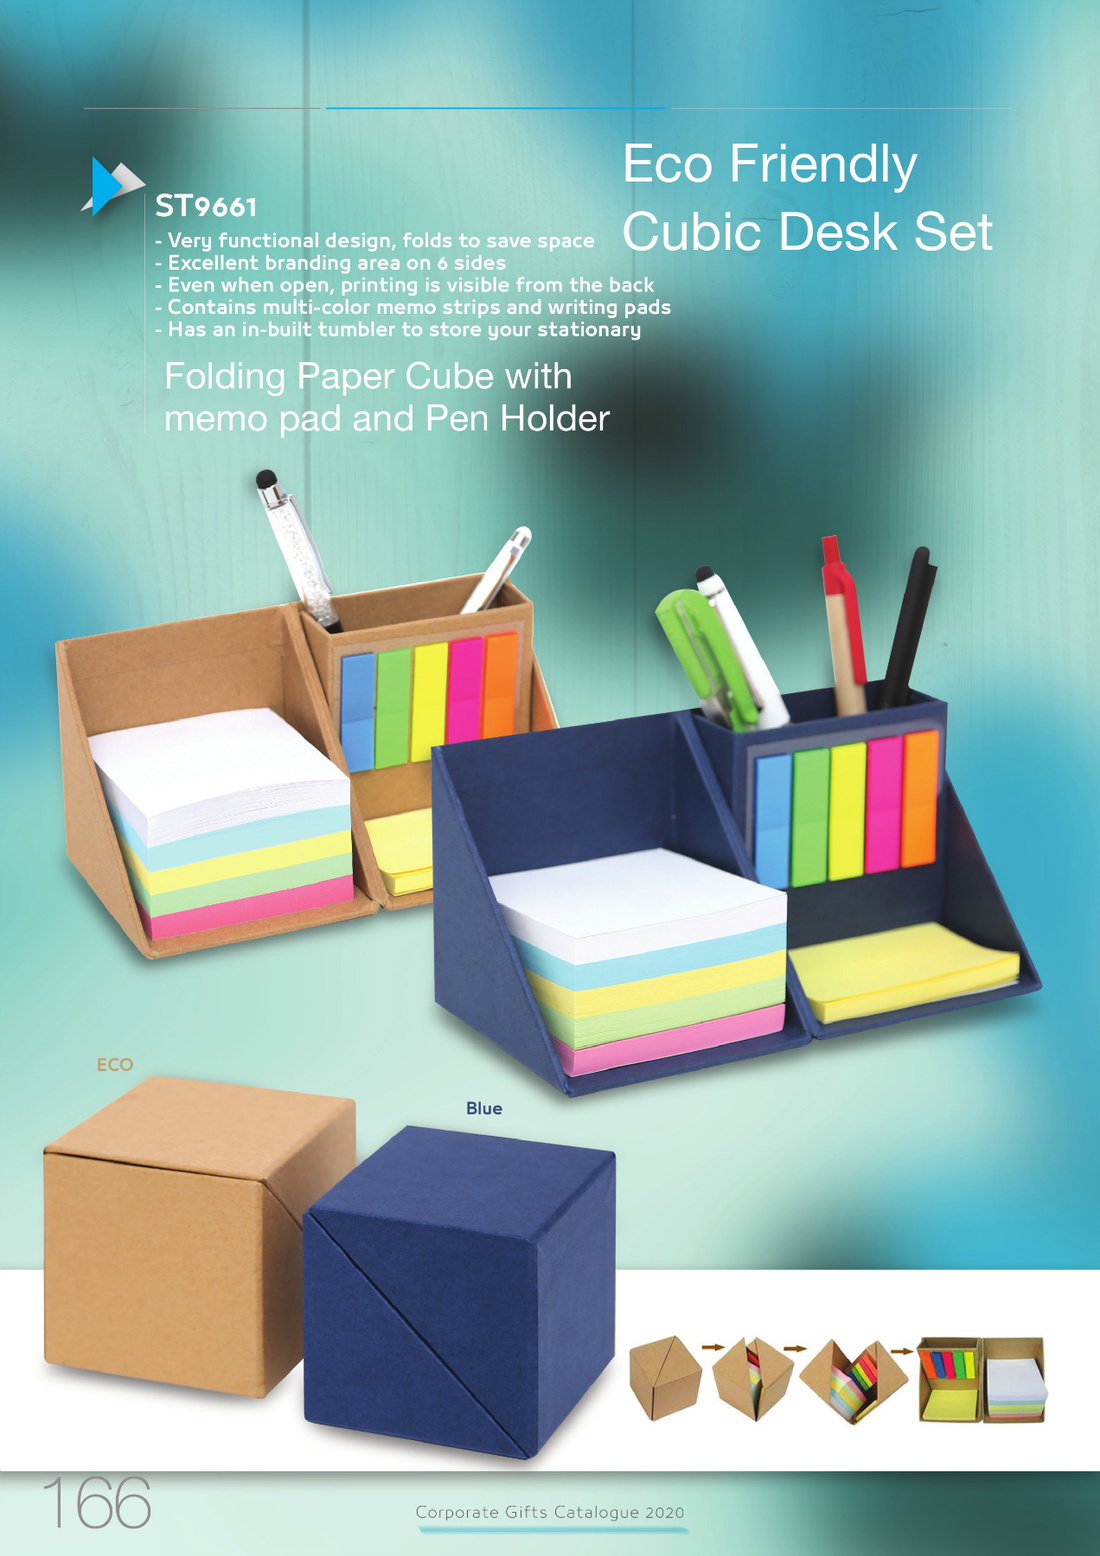 Eco Friendly
Cubic Desk Set
ST9661
- Very functional design, folds to save space
- Excellent branding area on 6 sides
- Even when open, printing is visible from the back
- Contains multi-color memo strips and writing pads
- Has an in-built tumbler to store your stationary
Folding Paper Cube with
memo pad and Pen Holder
ECO
Blue
166
Corporate Gifts Catalogue 2020